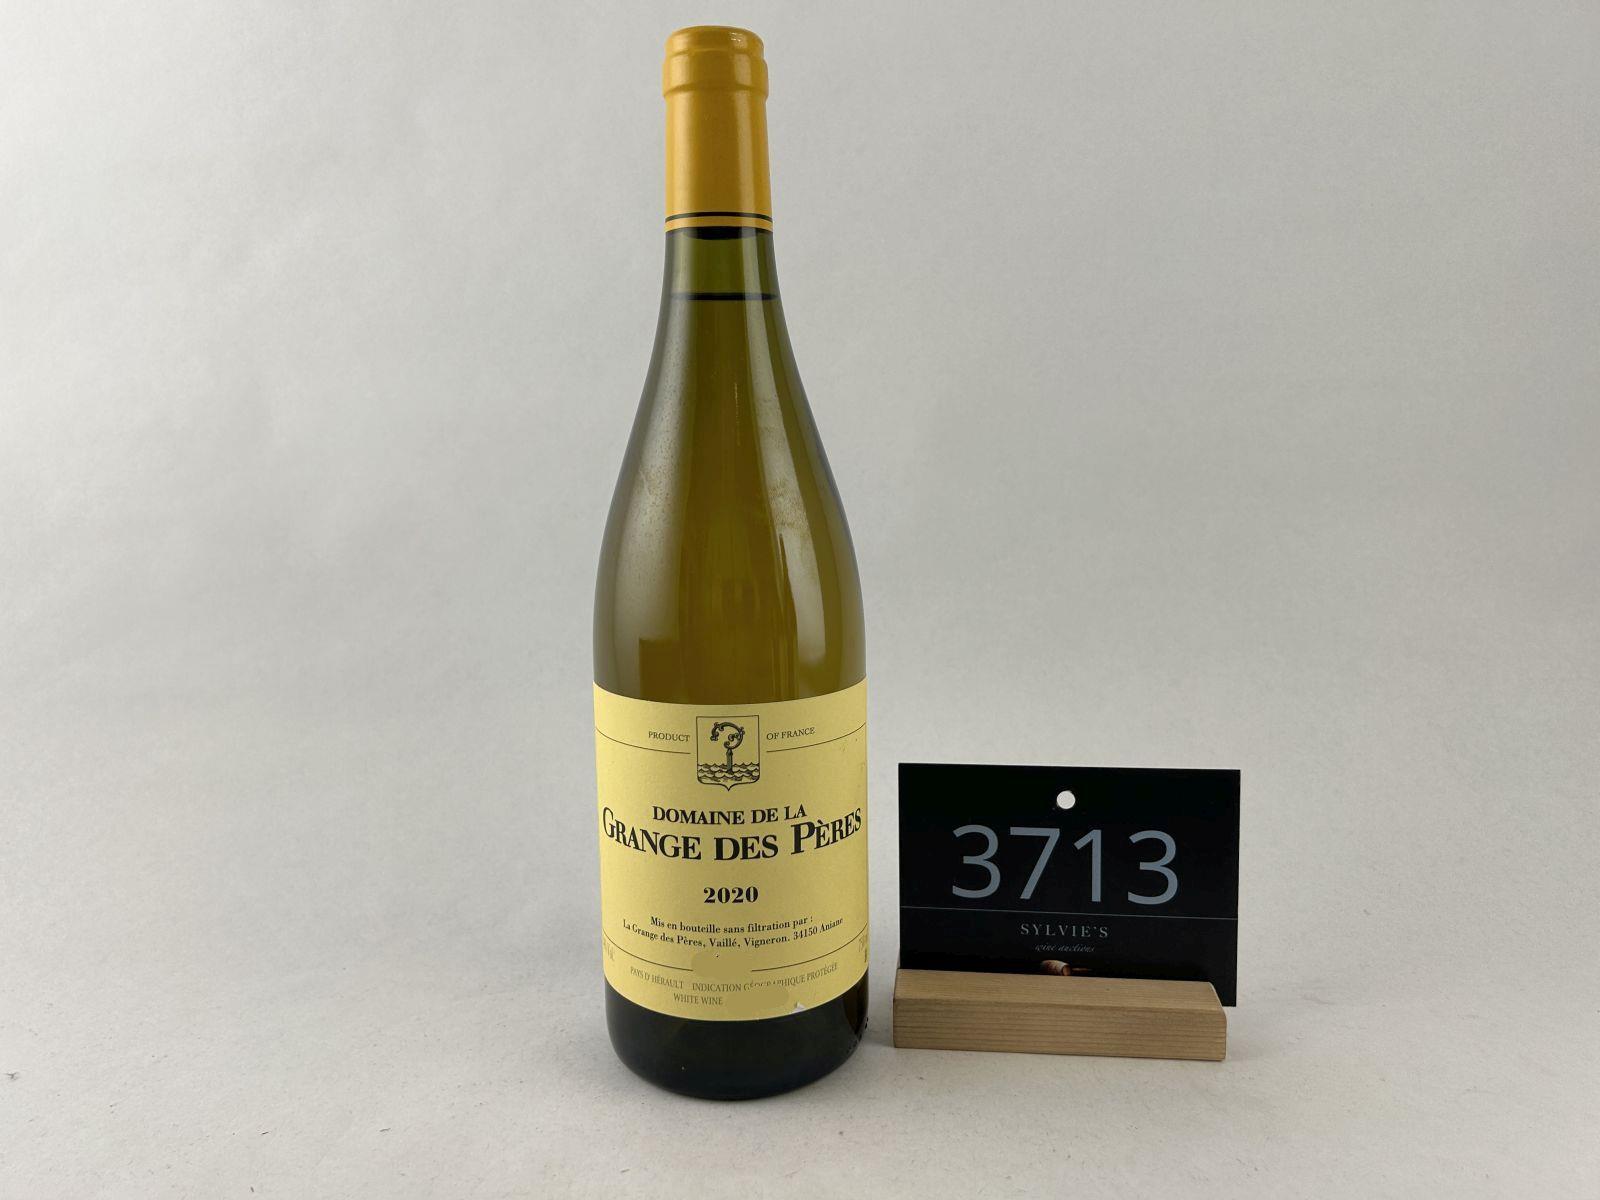 PRODUCT OF FRANCE
DOMAINE DE LA
GRANGE DES PÈRES
2020
Mis en bouteille sans filtration par :
La Grange des Pères, Vaillé, Vigneron. 34150 Aniane
PAYS D'HÉRAULT INDICATION GÉOGRAPHIQUE PROTÉGÉE
WHITE WINE
3713
SYLVIE'S
wine auctions